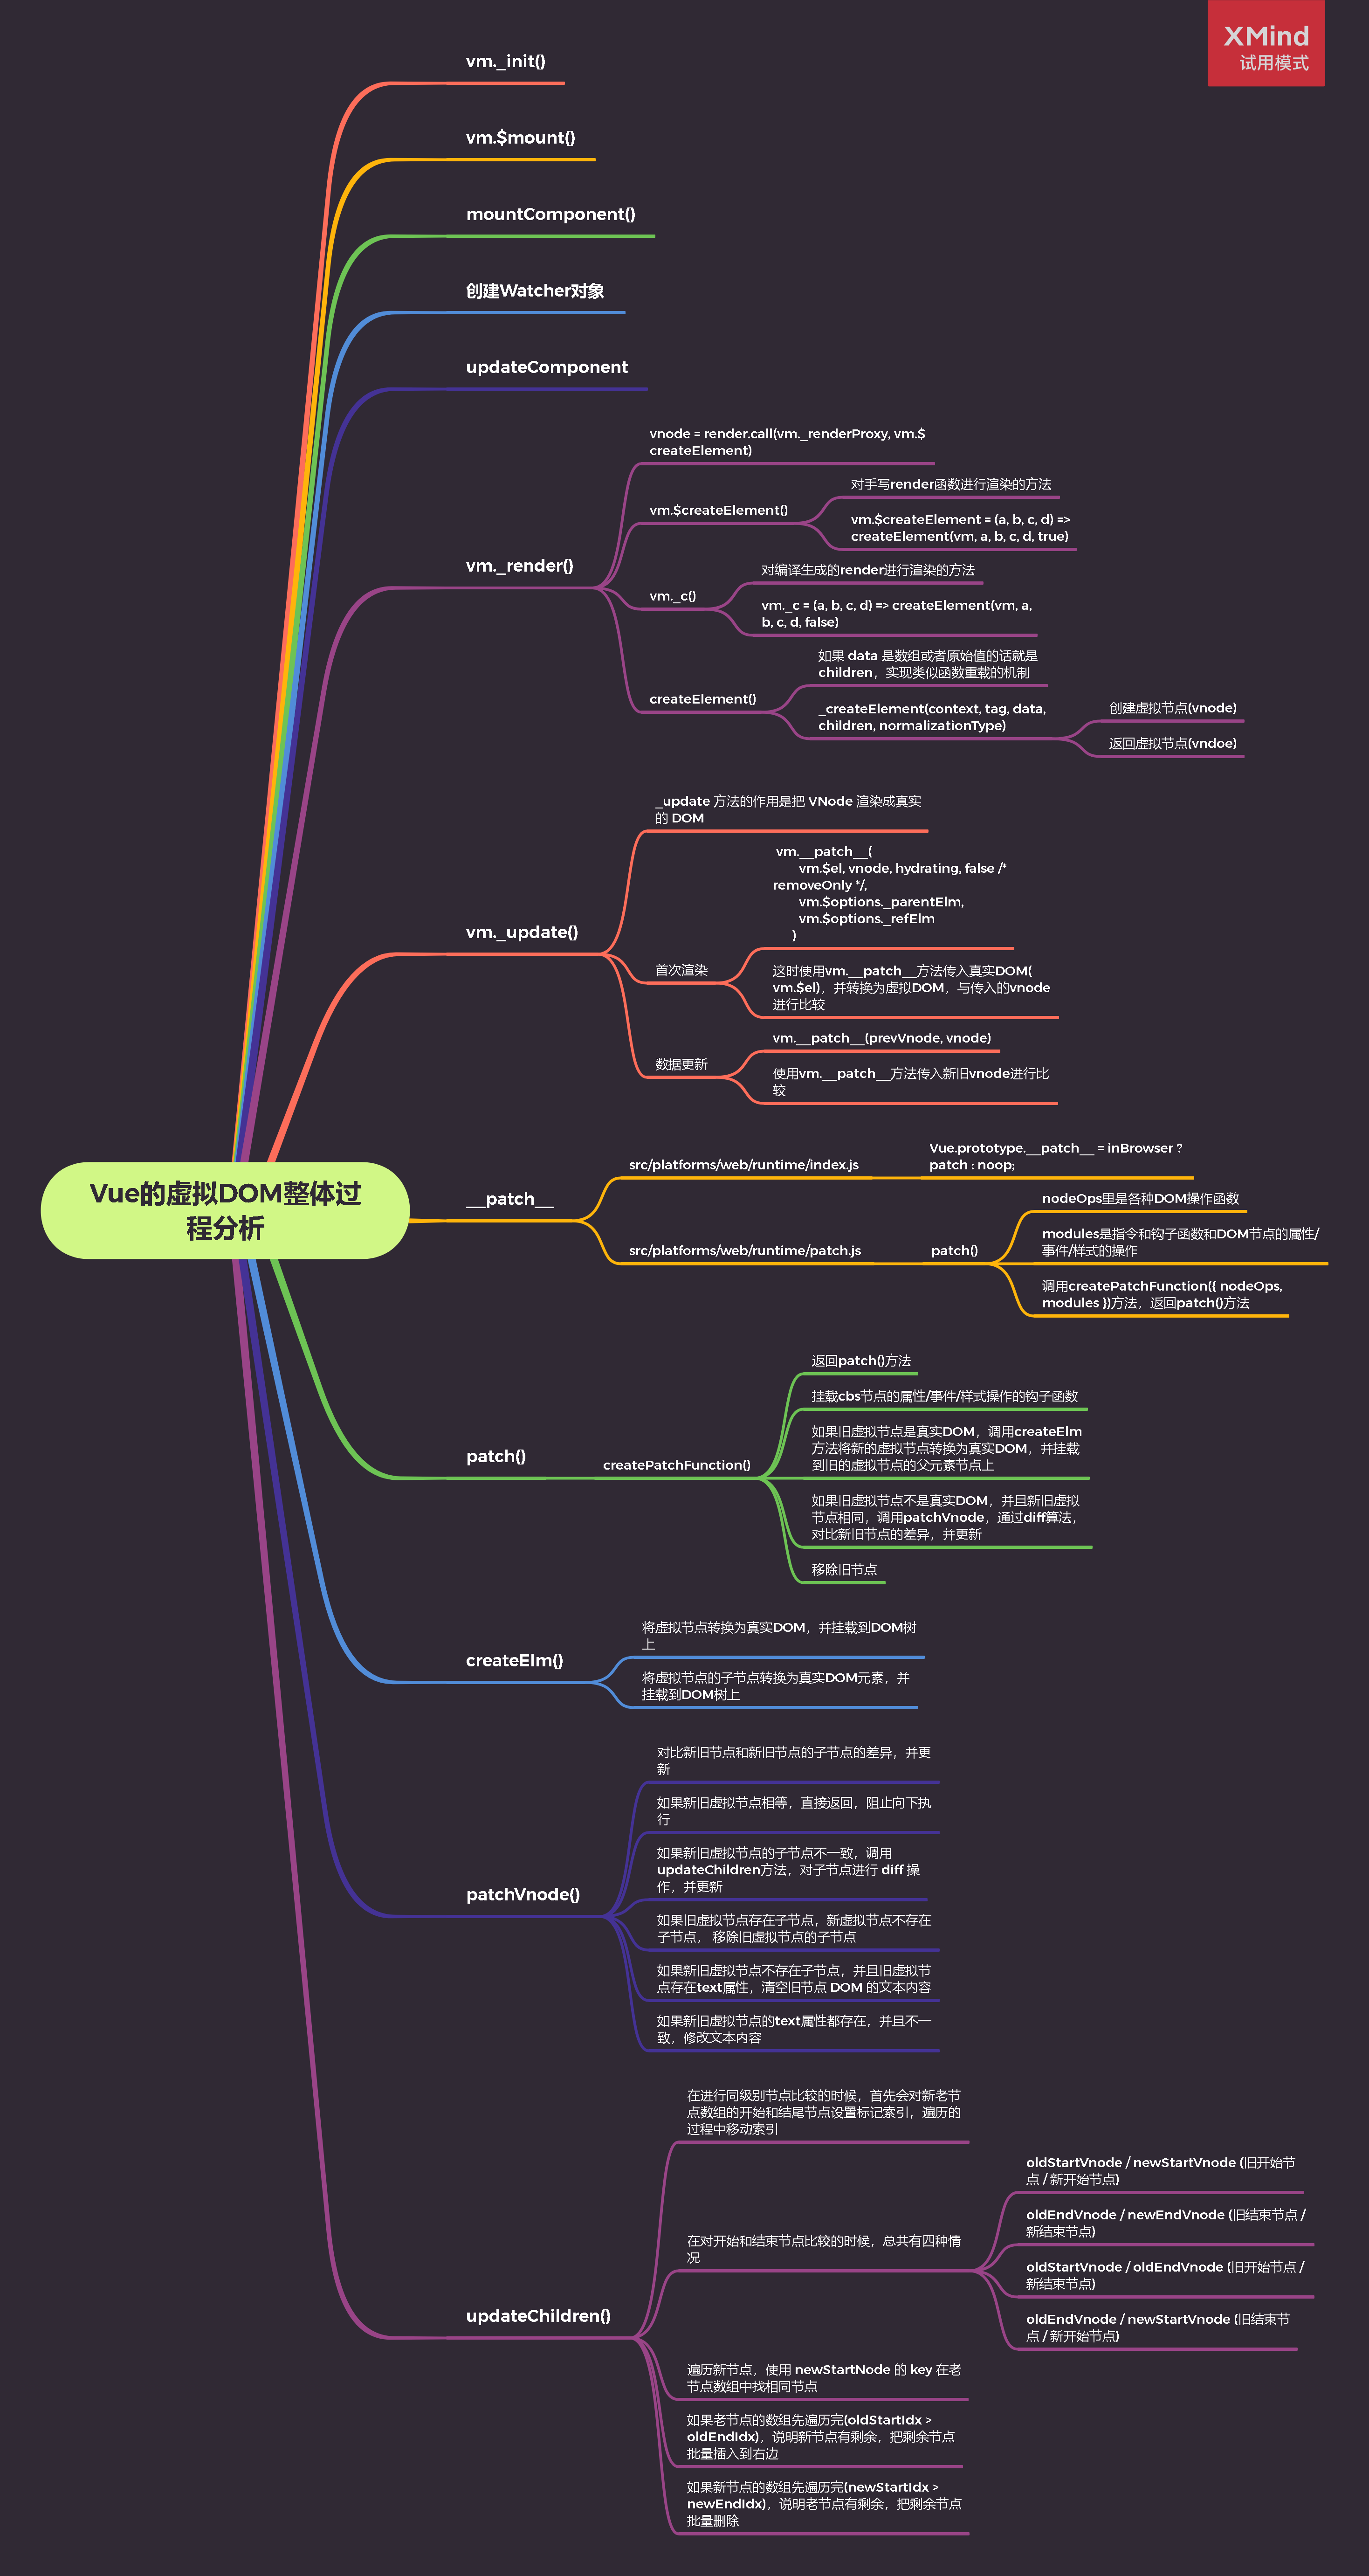 XMind
试用模式
vm._init()
vm.$mount()
mountComponent()
创建Watcher对象
updateComponent
vm._render()
vnode = render.call(vm._renderProxy, vm.$
createElement)
vm.$createElement()
对手写render函数进行渲染的方法
vm.$createElement = (a, b, c, d) =>
createElement(vm, a, b, c, d, true)
vm._c()
对编译生成的render进行渲染的方法
vm._c = (a, b, c, d) => createElement(vm, a,
b, c, d, false)
createElement()
如果 data 是数组或者原始值的话就是
children，实现类似函数重载的机制
_createElement(context, tag, data,
children, normalizationType)
创建虚拟节点(vnode)
返回虚拟节点(vndoe)
vm._update()
_update 方法的作用是把 VNode 渲染成真实
的 DOM
首次渲染
vm.__patch__(
vm.$el, vnode, hydrating, false /*
removeOnly */,
vm.$options._parentElm,
vm.$options._refElm
)
这时使用vm.__patch__方法传入真实DOM(
vm.$el)，并转换为虚拟DOM，与传入的vnode
进行比较
数据更新
vm.__patch__(prevVnode, vnode)
使用vm.__patch__方法传入新旧vnode进行比
较
Vue的虚拟DOM整体过
程分析
__patch__
src/platforms/web/runtime/index.js
Vue.prototype.__patch__ = inBrowser ?
patch : noop;
src/platforms/web/runtime/patch.js
patch()
nodeOps里是各种DOM操作函数
modules是指令和钩子函数和DOM节点的属性/
事件/样式的操作
调用createPatchFunction({ nodeOps,
modules })方法，返回patch()方法
patch()
createPatchFunction()
返回patch()方法
挂载cbs节点的属性/事件/样式操作的钩子函数
如果旧虚拟节点是真实DOM，调用createElm
方法将新的虚拟节点转换为真实DOM，并挂载
到旧的虚拟节点的父元素节点上
如果旧虚拟节点不是真实DOM，并且新旧虚拟
节点相同，调用patchVnode，通过diff算法，
对比新旧节点的差异，并更新
移除旧节点
createElm()
将虚拟节点转换为真实DOM，并挂载到DOM树
上
将虚拟节点的子节点转换为真实DOM元素，并
挂载到DOM树上
patchVnode()
对比新旧节点和新旧节点的子节点的差异，并更
新
如果新旧虚拟节点相等，直接返回，阻止向下执
行
如果新旧虚拟节点的子节点不一致，调用
updateChildren方法，对子节点进行 diff 操
作，并更新
如果旧虚拟节点存在子节点，新虚拟节点不存在
子节点， 移除旧虚拟节点的子节点
如果新旧虚拟节点不存在子节点，并且旧虚拟节
点存在text属性，清空旧节点 DOM 的文本内容
如果新旧虚拟节点的text属性都存在，并且不一
致，修改文本内容
updateChildren()
在进行同级别节点比较的时候，首先会对新老节
点数组的开始和结尾节点设置标记索引，遍历的
过程中移动索引
在对开始和结束节点比较的时候，总共有四种情
况
oldStartVnode / newStartVnode (旧开始节
点 / 新开始节点)
oldEndVnode / newEndVnode (旧结束节点 /
新结束节点)
oldStartVnode / oldEndVnode (旧开始节点 /
新结束节点)
oldEndVnode / newStartVnode (旧结束节
点 / 新开始节点)
遍历新节点，使用 newStartNode 的 key 在老
节点数组中找相同节点
如果老节点的数组先遍历完(oldStartIdx >
oldEndIdx)，说明新节点有剩余，把剩余节点
批量插入到右边
如果新节点的数组先遍历完(newStartIdx >
newEndIdx)，说明老节点有剩余，把剩余节点
批量删除